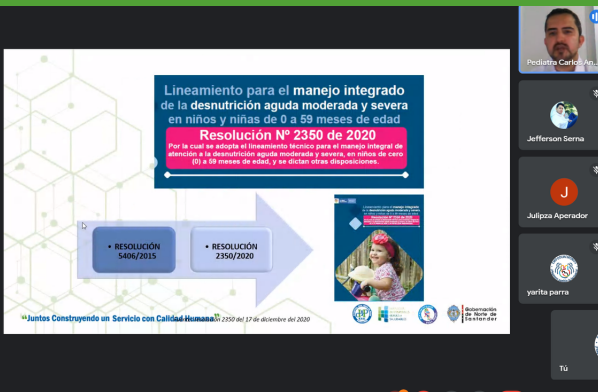 Lineamiento para el manejo integrado
de la desnutrición aguda moderada y severa
en niños y niñas de 0 a 59 meses de edad
Resolución Nº 2350 de 2020
Por la cual se adopta el lineamiento técnico para el manejo integral de
atención a la desnutrición aguda moderada y severa, en niños de cero
(0) a 59 meses de edad, y se dictan otras disposiciones.
• RESOLUCIÓN
5406/2015
• RESOLUCIÓN
2350/2020
"Juntos Construyendo un Servicio con Calidad Humana"
2350 del 17 de diciembre del 2020
Gobernación
de Norte de
Santander
Pediatra Carlos An...
Jefferson Serna
J
Julipza Aperador
yarita parra
Tú